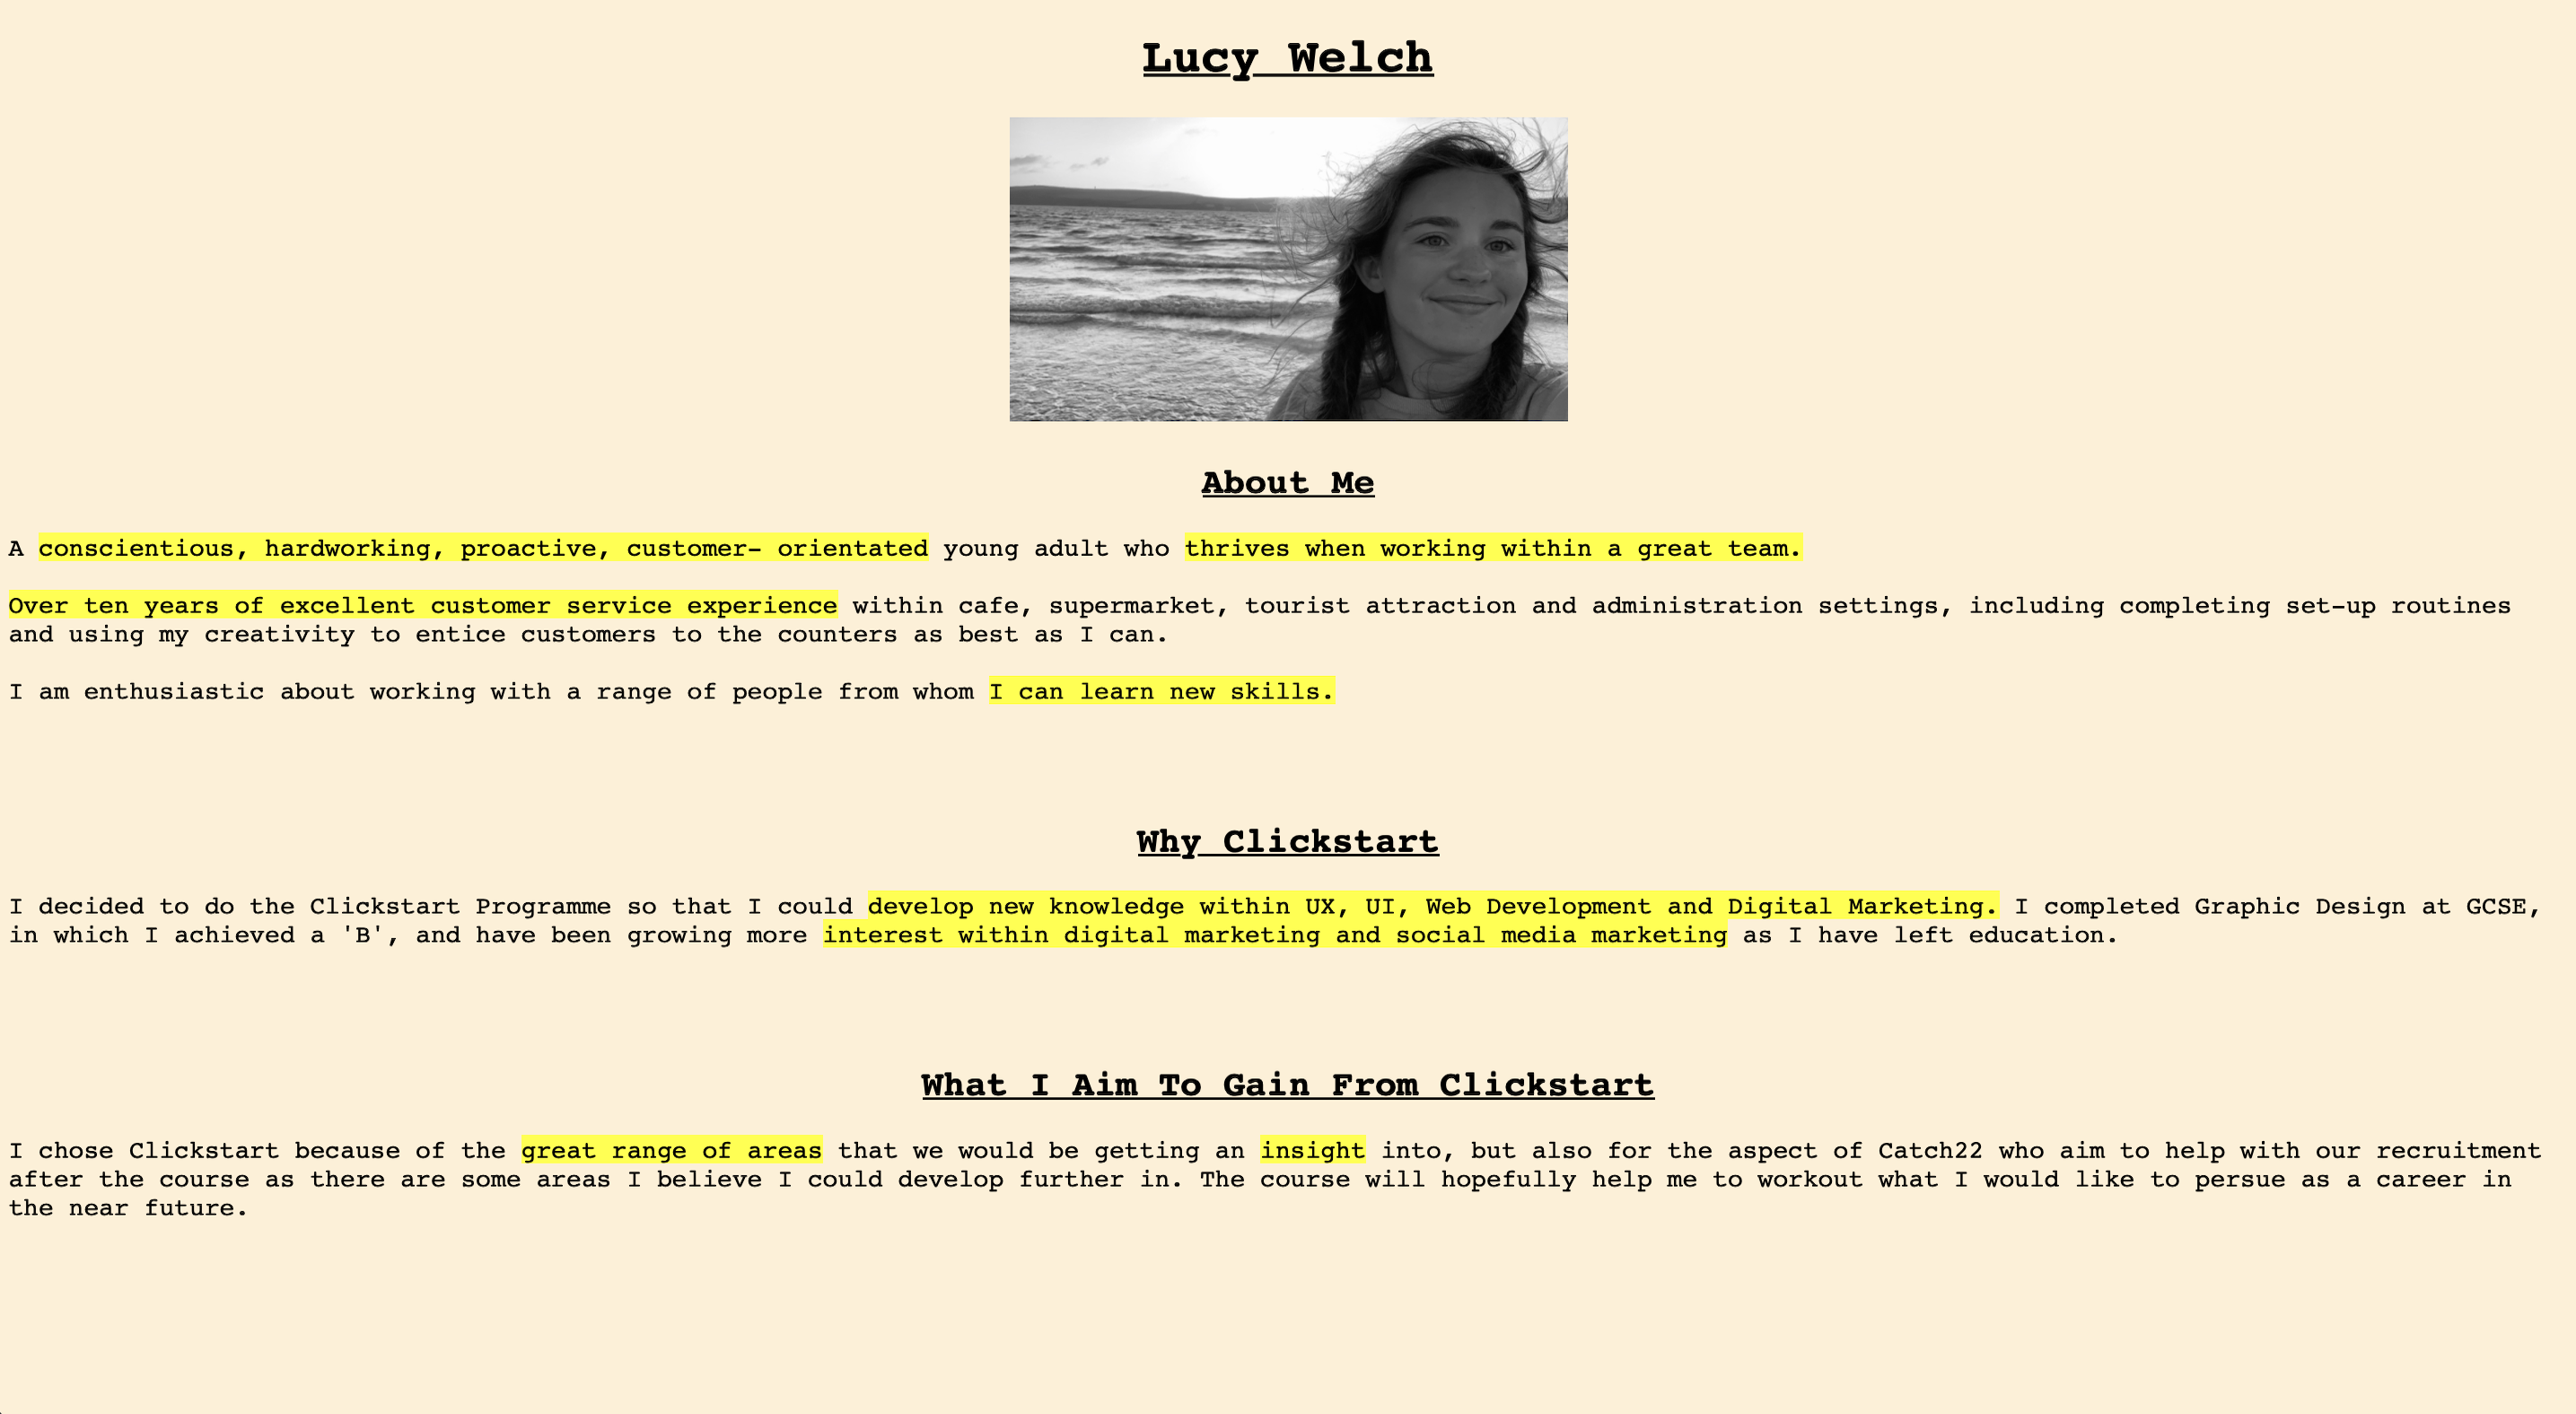 Lucy Welch
About Me
A conscientious, hardworking, proactive, customer- orientated young adult who thrives when working within a great team.
Over ten years of excellent customer service experience within cafe, supermarket, tourist attraction and administration settings, including completing set-up routines
and using my creativity to entice customers to the counters as best as I can.
I am enthusiastic about working with a range of people from whom I can learn new skills.
Why Clickstart
I decided to do the Clickstart Programme so that I could develop new knowledge within UX, UI, Web Development and Digital Marketing. I completed Graphic Design at GCSE,
in which I achieved a 'B', and have been growing more interest within digital marketing and social media marketing as I have left education.
What I Aim To Gain From Clickstart
I chose Clickstart because of the great range of areas that we would be getting an insight into, but also for the aspect of Catch22 who aim to help with our recruitment
after the course as there are some areas I believe I could develop further in. The course will hopefully help me to workout what I would like to persue as a career in
the near future.